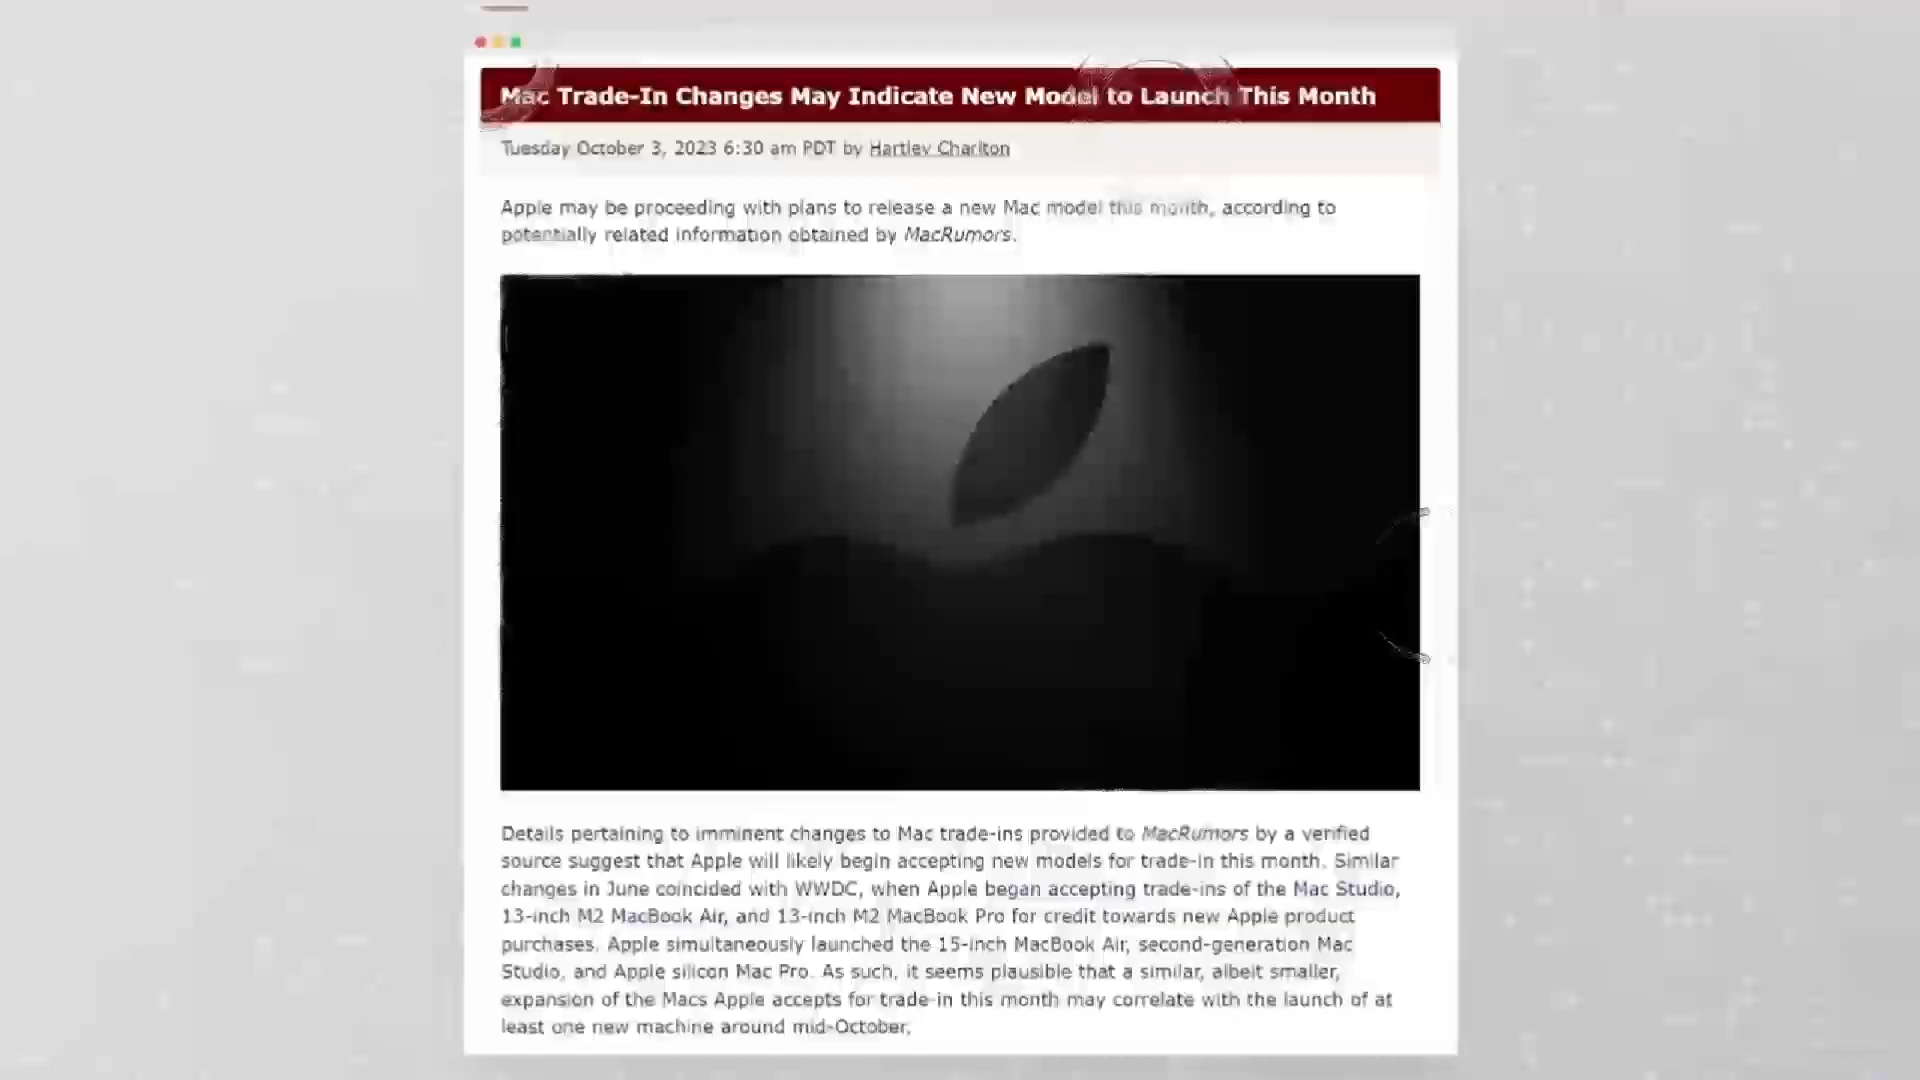 Mac Trade-In Changes May Indicate New Model to Launch This Month
Tuesday October 3, 2023 6:30 am PDT by Hartley Charlton
Apple may be proceeding with plans to release a new Mac model this month, according to
potentially related information obtained by MacRumors.
Details pertaining to imminent changes to Mac trade-ins provided to MacRumors by a verified
source suggest that Apple will likely begin accepting new models for trade-in this month. Similar
changes in June coincided with WWDC, when Apple began accepting trade-ins of the Mac Studio,
13-inch M2 MacBook Air, and 13-inch M2 MacBook Pro for credit towards new Apple product
purchases. Apple simultaneously launched the 15-inch MacBook Air, second-generation Mac
Studio, and Apple silicon Mac Pro. As such, it seems plausible that a similar, albeit smaller,
expansion of the Macs Apple accepts for trade-in this month may correlate with the launch of at
least one new machine around mid-October.